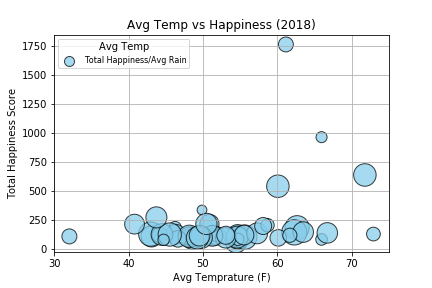 Avg Temp vs Happiness (2018)
Avg Temp
Total Happiness/Avg Rain
Total Happiness Score
1750
1500
1250
1000
750
500
250
0
30 40 50 60 70
Avg Temprature (F)